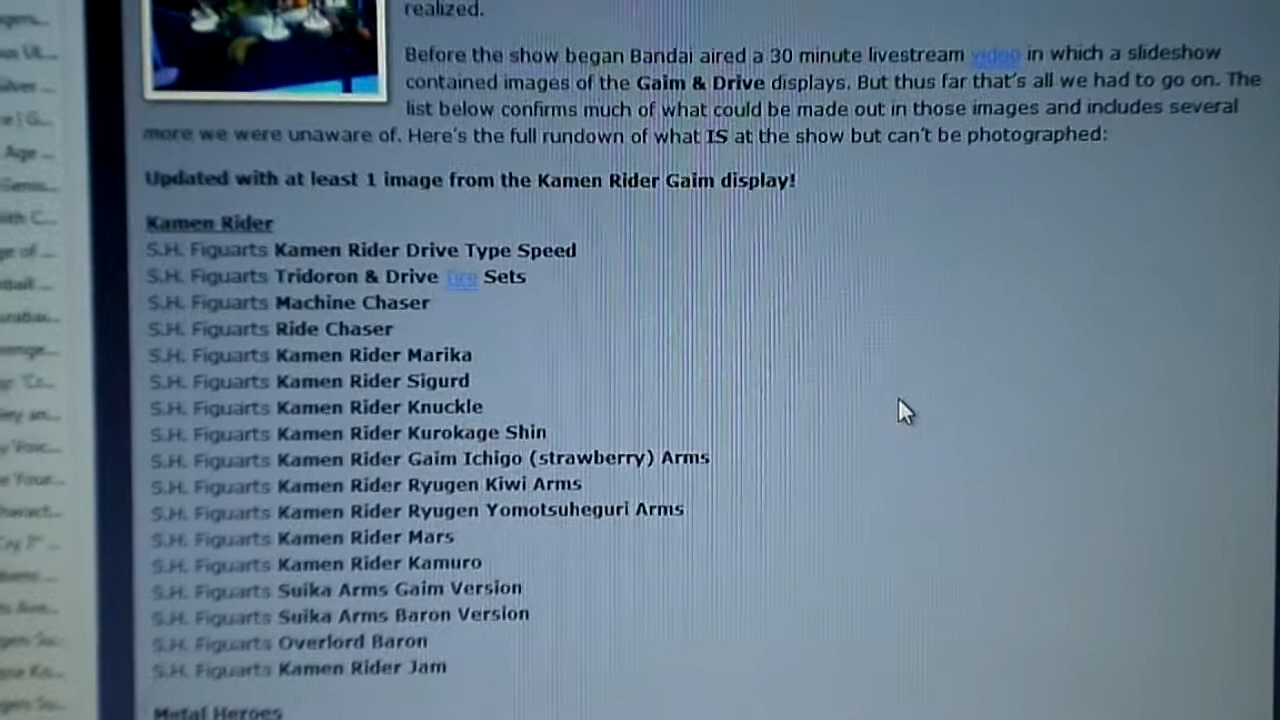 realized.
Before the show began Bandai aired a 30 minute livestream video in which a slideshow
contained images of the Gaim & Drive displays. But thus far that's all we had to go on. The
list below confirms much of what could be made out in those images and includes several
more we were unaware of. Here's the full rundown of what IS at the show but can't be photographed:
Updated with at least 1 image from the Kamen Rider Gaim display!
Kamen Rider
S.H. Figuarts Kamen Rider Drive Type Speed
S.H. Figuarts Tridoron & Drive Tire Sets
S.H. Figuarts Machine Chaser
S.H. Figuarts Ride Chaser
S.H. Figuarts Kamen Rider Marika
S.H. Figuarts Kamen Rider Sigurd
S.H. Figuarts Kamen Rider Knuckle
S.H. Figuarts Kamen Rider Kurokage Shin
S.H. Figuarts Kamen Rider Gaim Ichigo (strawberry) Arms
S.H. Figuarts Kamen Rider Ryugen Kiwi Arms
S.H. Figuarts Kamen Rider Ryugen Yomotsuheguri Arms
S.H. Figuarts Kamen Rider Mars
S.H. Figuarts Kamen Rider Kamuro
S.H. Figuarts Suika Arms Gaim Version
S.H. Figuarts Suika Arms Baron Version
S.H. Figuarts Overlord Baron
S.H. Figuarts Kamen Rider Jam
Metal Heroes